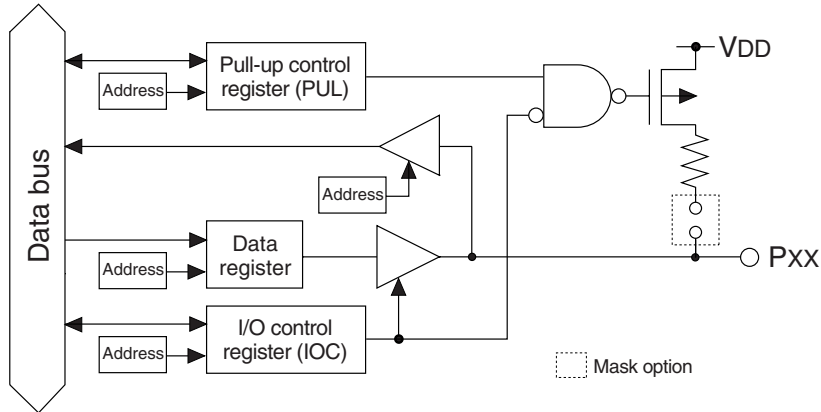 VDD
Pull-up control
register (PUL)
Address
Address
Data bus
Data
register
Address
PXX
I/O control
register (IOC)
Address
Mask option